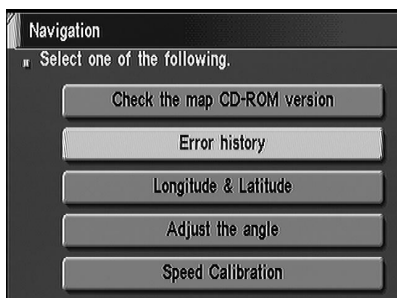 Navigation
Select one of the following.
Check the map CD-ROM version
Error history
Longitude & Latitude
Adjust the angle
Speed Calibration